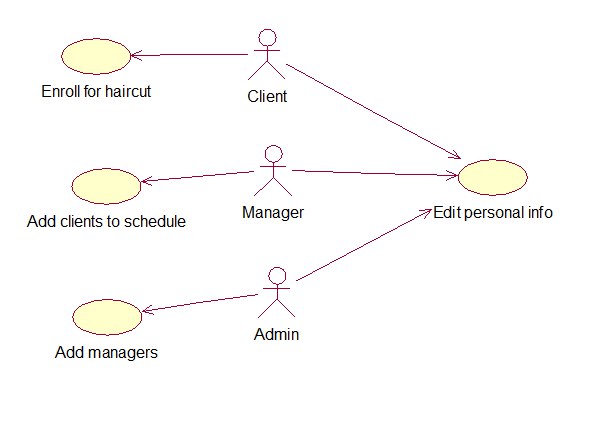 Enroll for haircut
Client
Add clients to schedule
Manager
Edit personal info
Add managers
Admin